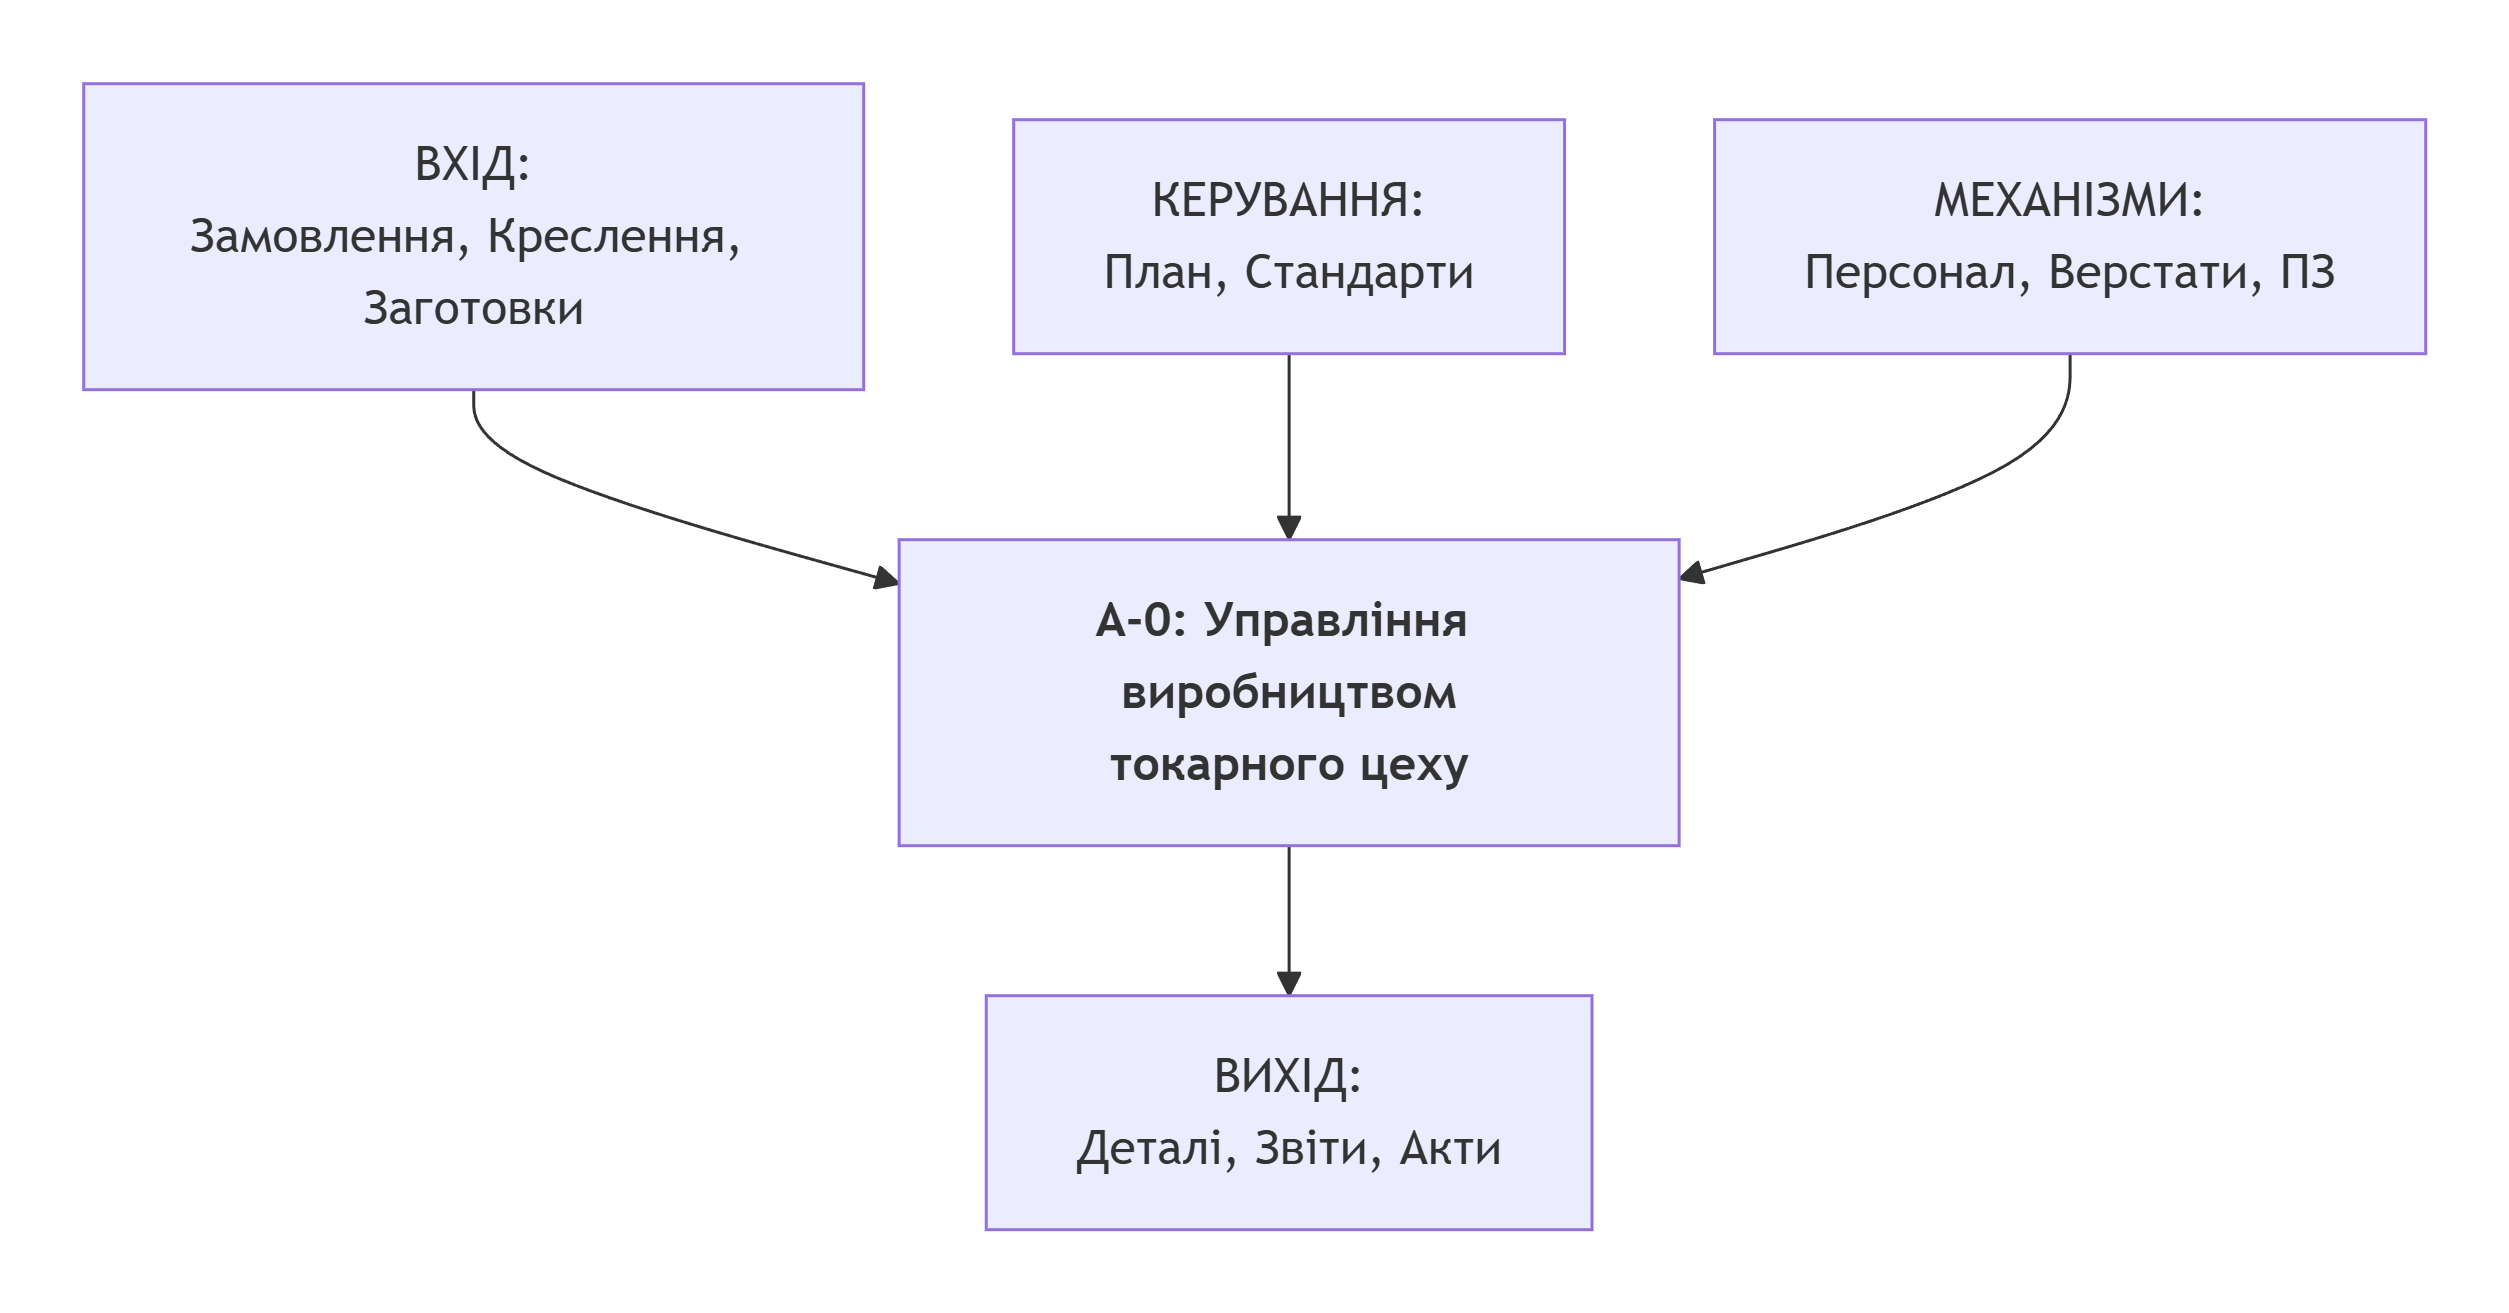 ВХІД:
Замовлення, Креслення,
Заготовки
КЕРУВАННЯ:
План, Стандарти
МЕХАНІЗМИ:
Персонал, Верстати, ПЗ
А-0: Управління
виробництвом
токарного цеху
ВИХІД:
Деталі, Звіти, Акти